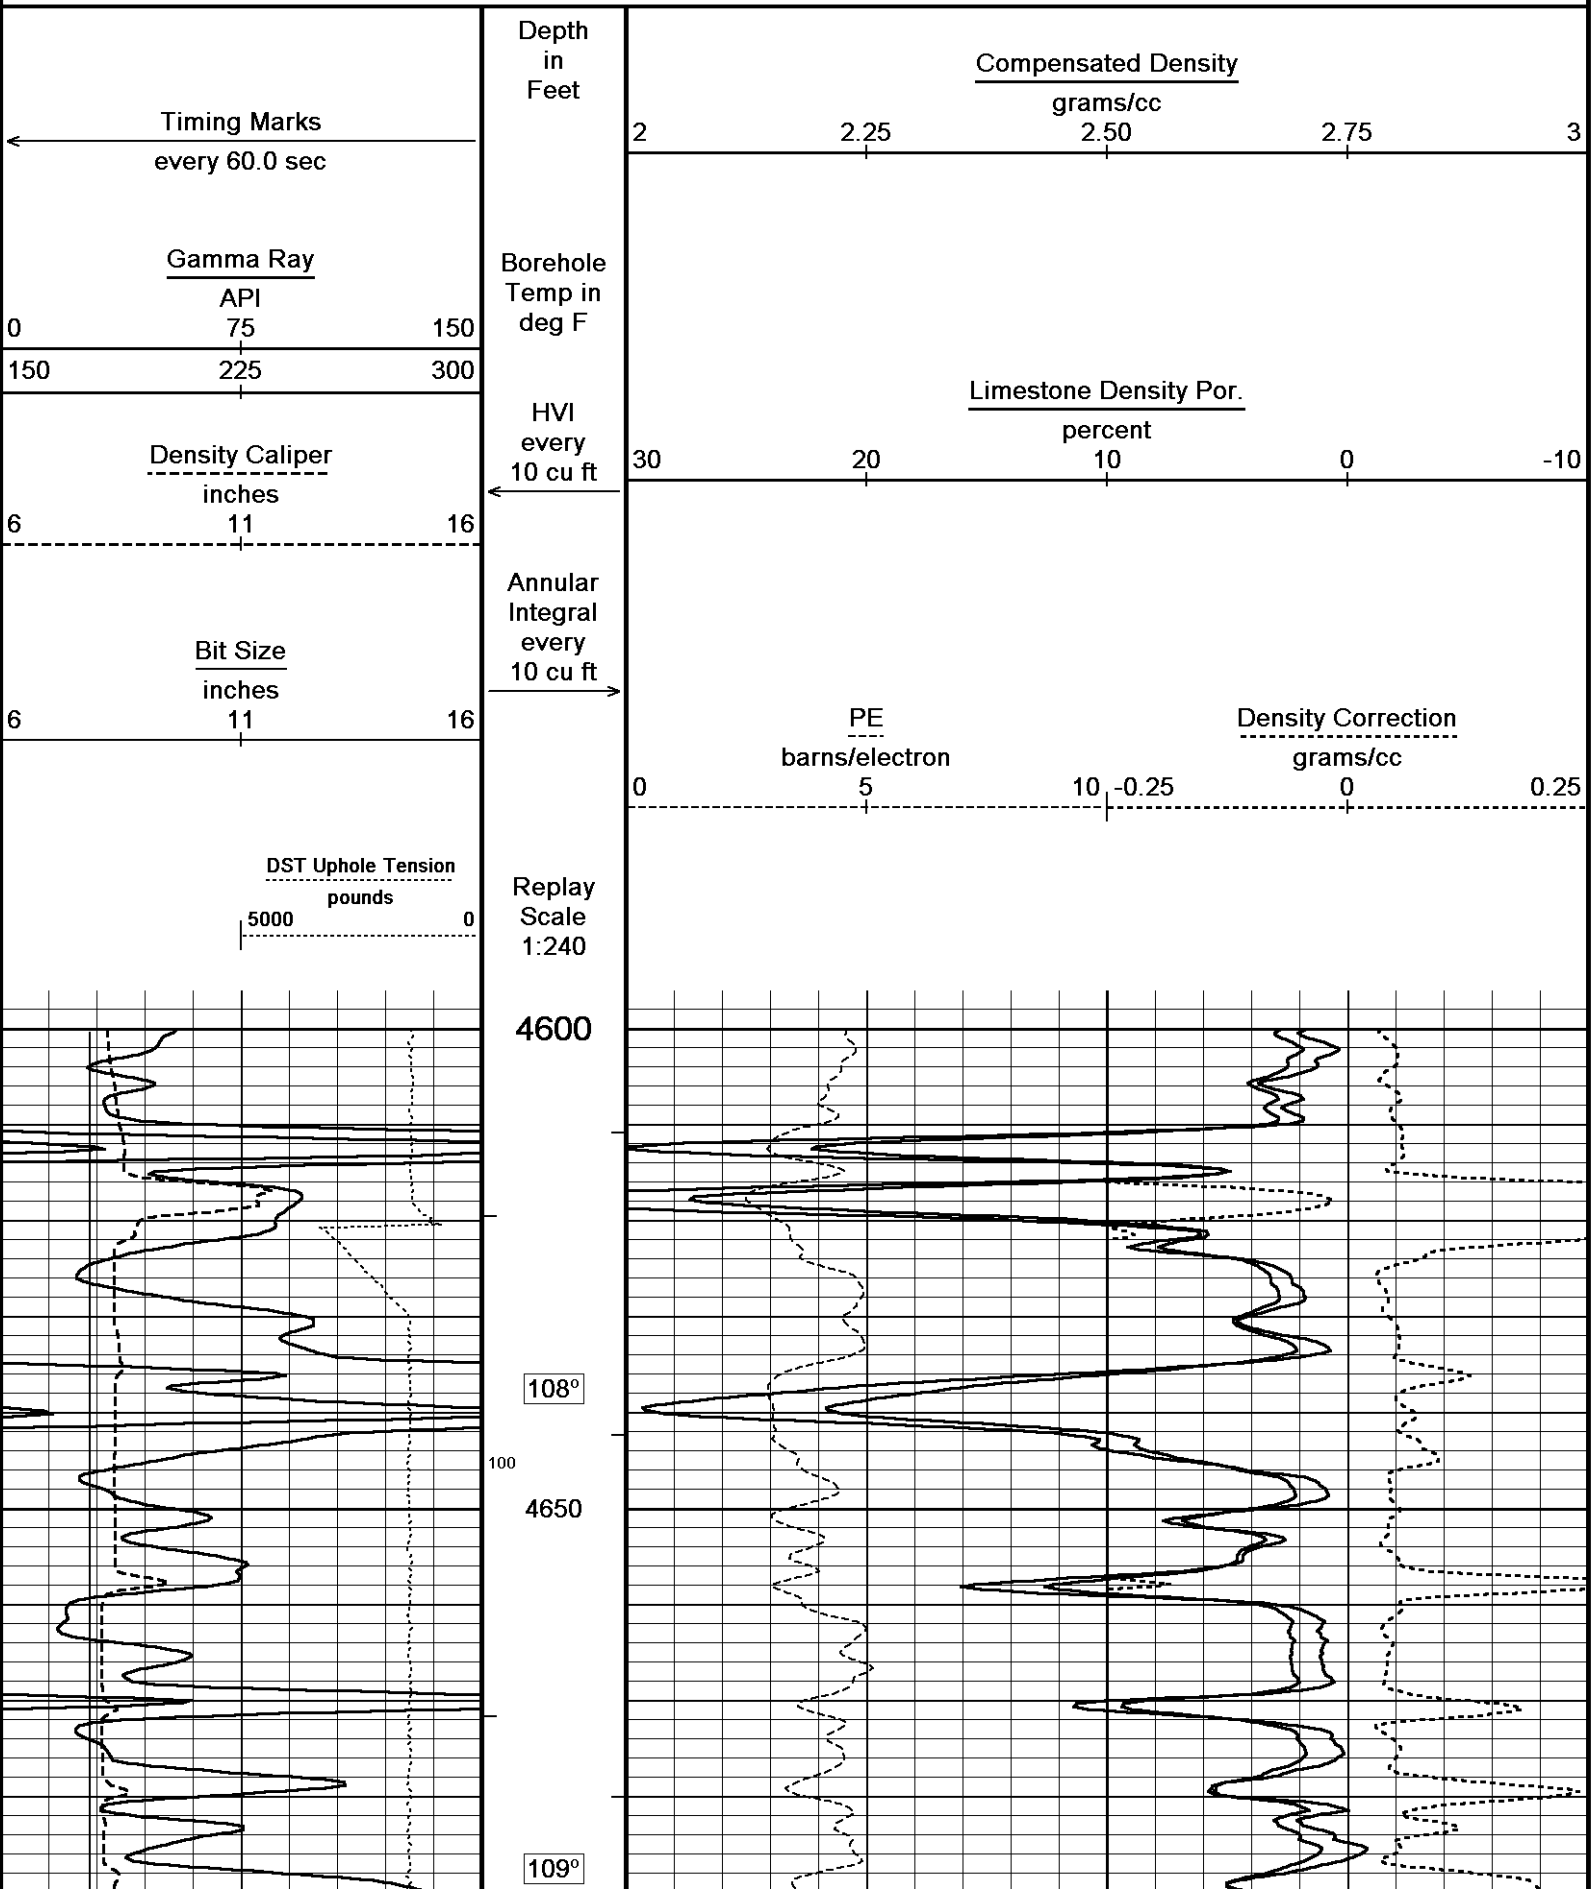 Timing Marks
every 60.0 sec
Gamma Ray
API
0 75 150
150 225 300
Density Caliper
inches
6 11 16
Bit Size
inches
6 11 16
DST Uphole Tension
pounds
5000 0
Depth
in
Feet
Borehole
Temp in
deg F
HVI
every
10 cu ft
Annular
Integral
every
10 cu ft
Replay
Scale
1:240
Compensated Density
grams/cc
2 2.25 2.50 2.75 3
Limestone Density Por.
percent
30 20 10 0 -10
PE
barns/electron
0 5 10
Density Correction
grams/cc
-0.25 0 0.25
4600
108º
100
4650
109º